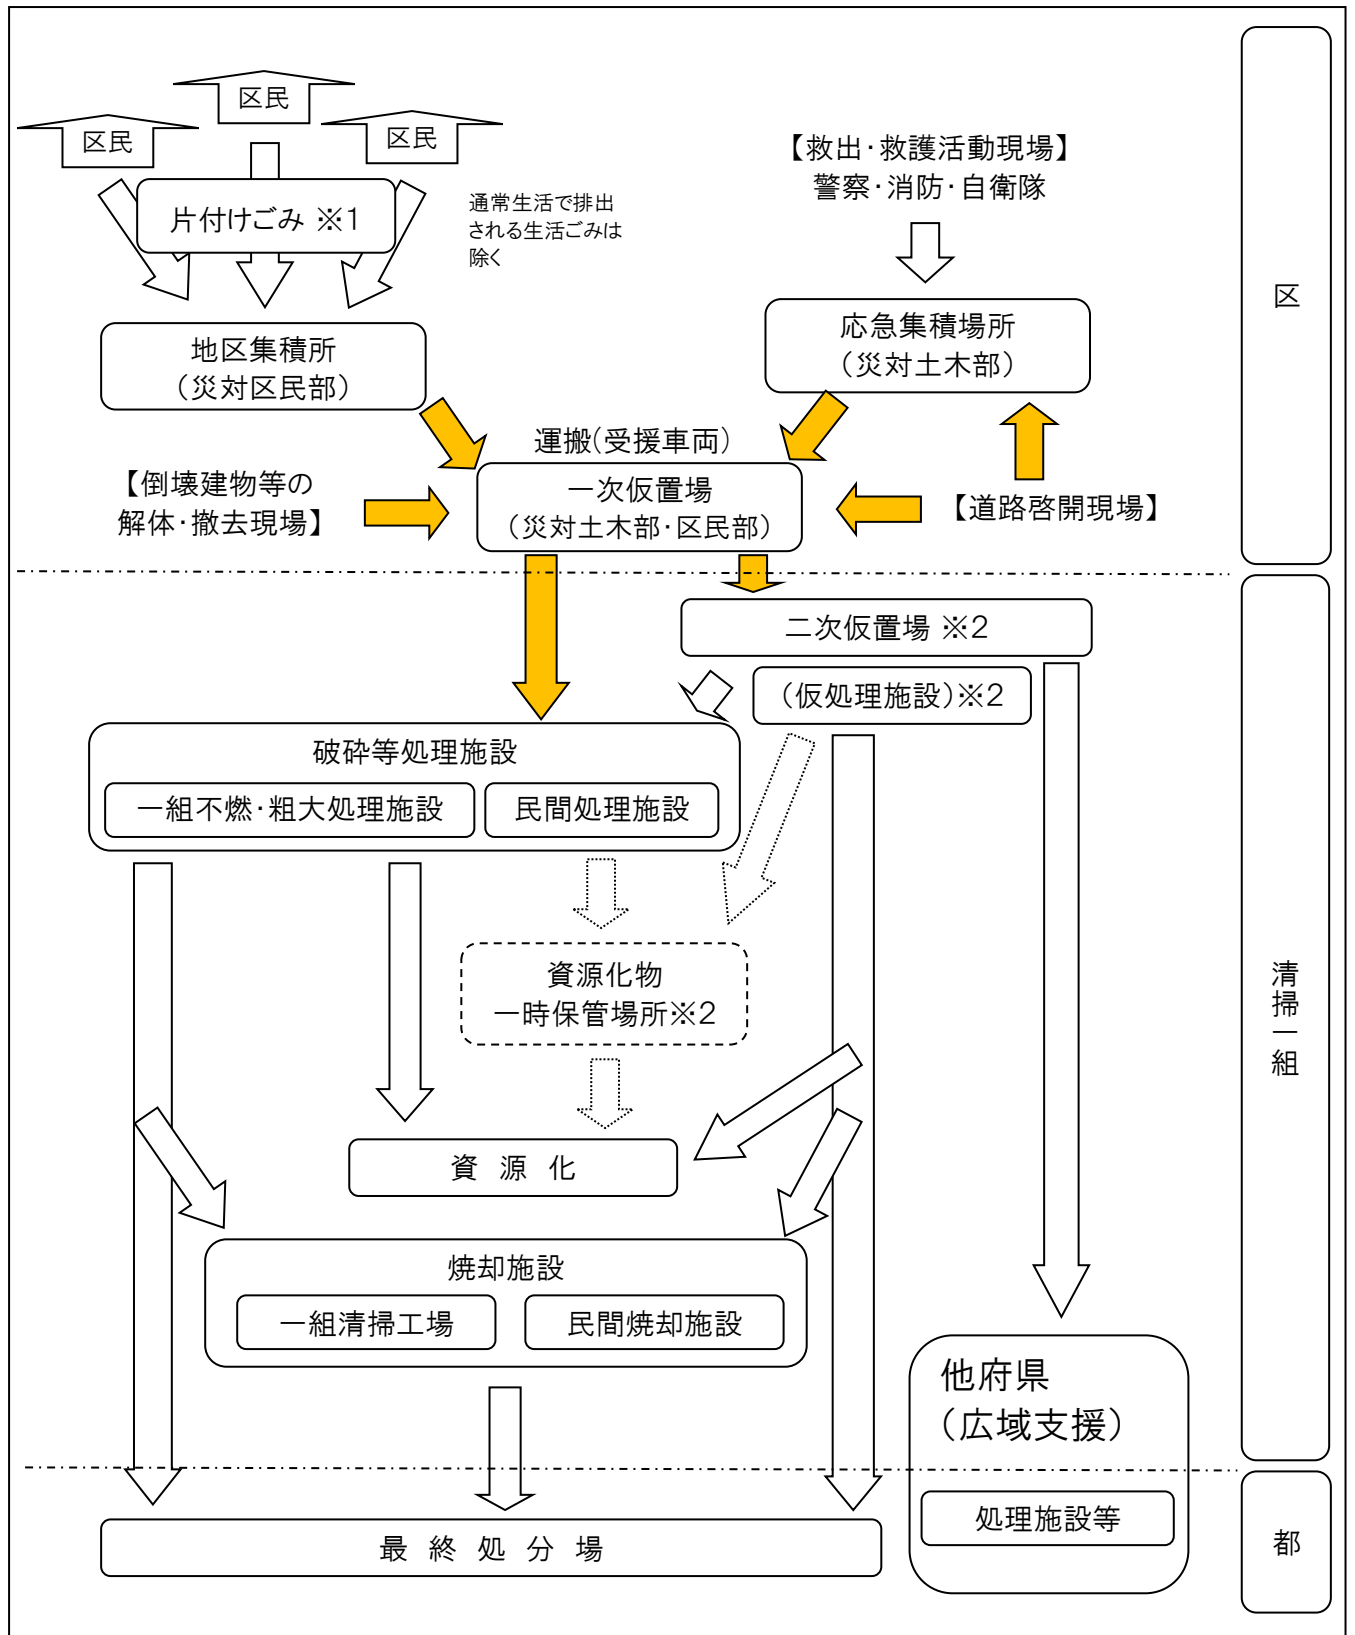 区民
区民
区民
片付けごみ ※1
通常生活で排出
される生活ごみは
除く
【救出・救護活動現場】
警察・消防・自衛隊
地区集積所
（災対区民部）
応急集積場所
（災対土木部）
運搬（受援車両）
【倒壊建物等の
解体・撤去現場】
一次仮置場
（災対土木部・区民部）
【道路啓開現場】
区
二次仮置場 ※2
（仮処理施設）※2
破砕等処理施設
一組不燃・粗大処理施設
民間処理施設
資源化物
一時保管場所※2
資 源 化
焼却施設
一組清掃工場
民間焼却施設
清掃一組
他府県
（広域支援）
処理施設等
最 終 処 分 場
都